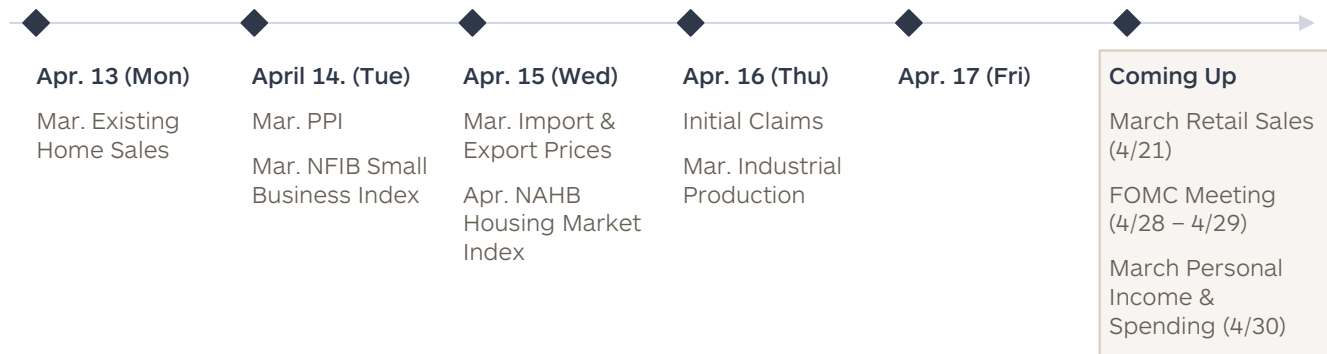 Apr. 13 (Mon)
Mar. Existing
Home Sales
April 14. (Tue)
Mar. PPI
Mar. NFIB Small
Business Index
Apr. 15 (Wed)
Mar. Import &
Export Prices
Apr. NAHB
Housing Market
Index
Apr. 16 (Thu)
Initial Claims
Mar. Industrial
Production
Apr. 17 (Fri)
Coming Up
March Retail Sales
(4/21)
FOMC Meeting
(4/28 – 4/29)
March Personal
Income &
Spending (4/30)